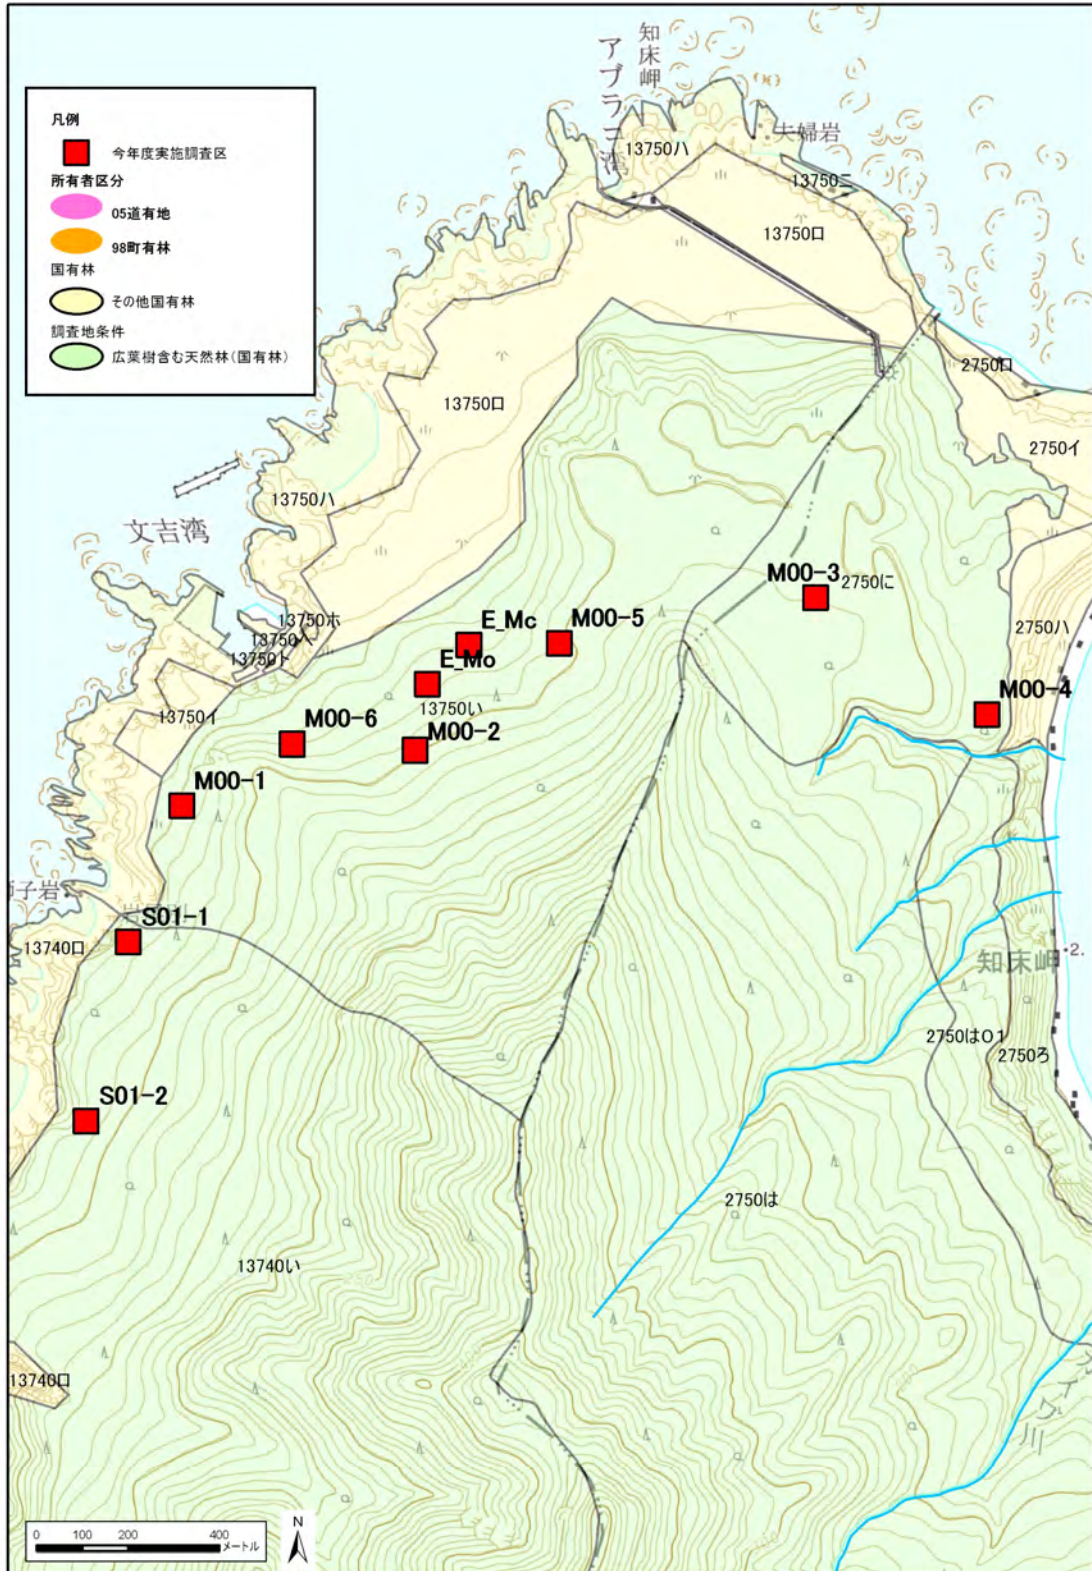 凡例
今年度実施調査区
所有者区分
05道有地
98町有林
国有林
その他国有林
調査地条件
広葉樹含む天然林(国有林)
知床岬
アブラコ湾
13750ハ
夫婦岩
13750ニ
13750ロ
2750ロ
13750ロ
2750イ
13750ハ
文吉湾
M00-3
2750に
13750ホ
13750ヘ
13750ト
E_Mc
M00-5
2750ハ
E_Mo
13750い
13750イ
M00-6
M00-2
M00-4
M00-1
子岩
S01-1
13740ロ
知床岬
2.
2750は01
2750ろ
S01-2
2750は
13740い
250
13740ロ
川
0 100 200 400
メートル
N